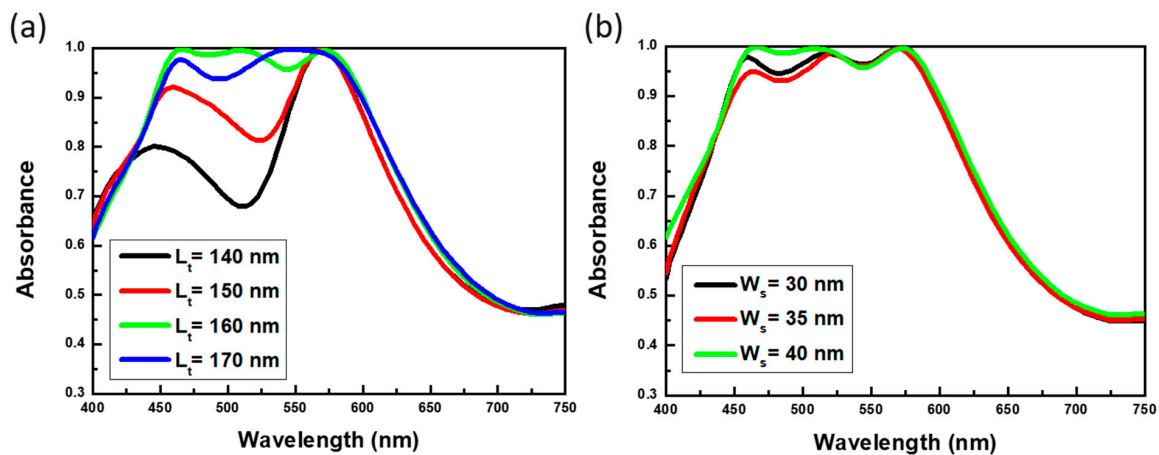 (a)
1.0
0.9
0.8
0.7
0.6
0.5
0.4
0.3
Absorbance
L_t= 140 nm
L_t= 150 nm
L_t= 160 nm
L_t= 170 nm
400 450 500 550 600 650 700 750
Wavelength (nm)
(b)
1.0
0.9
0.8
0.7
0.6
0.5
0.4
0.3
Absorbance
W_s= 30 nm
W_s= 35 nm
W_s= 40 nm
400 450 500 550 600 650 700 750
Wavelength (nm)